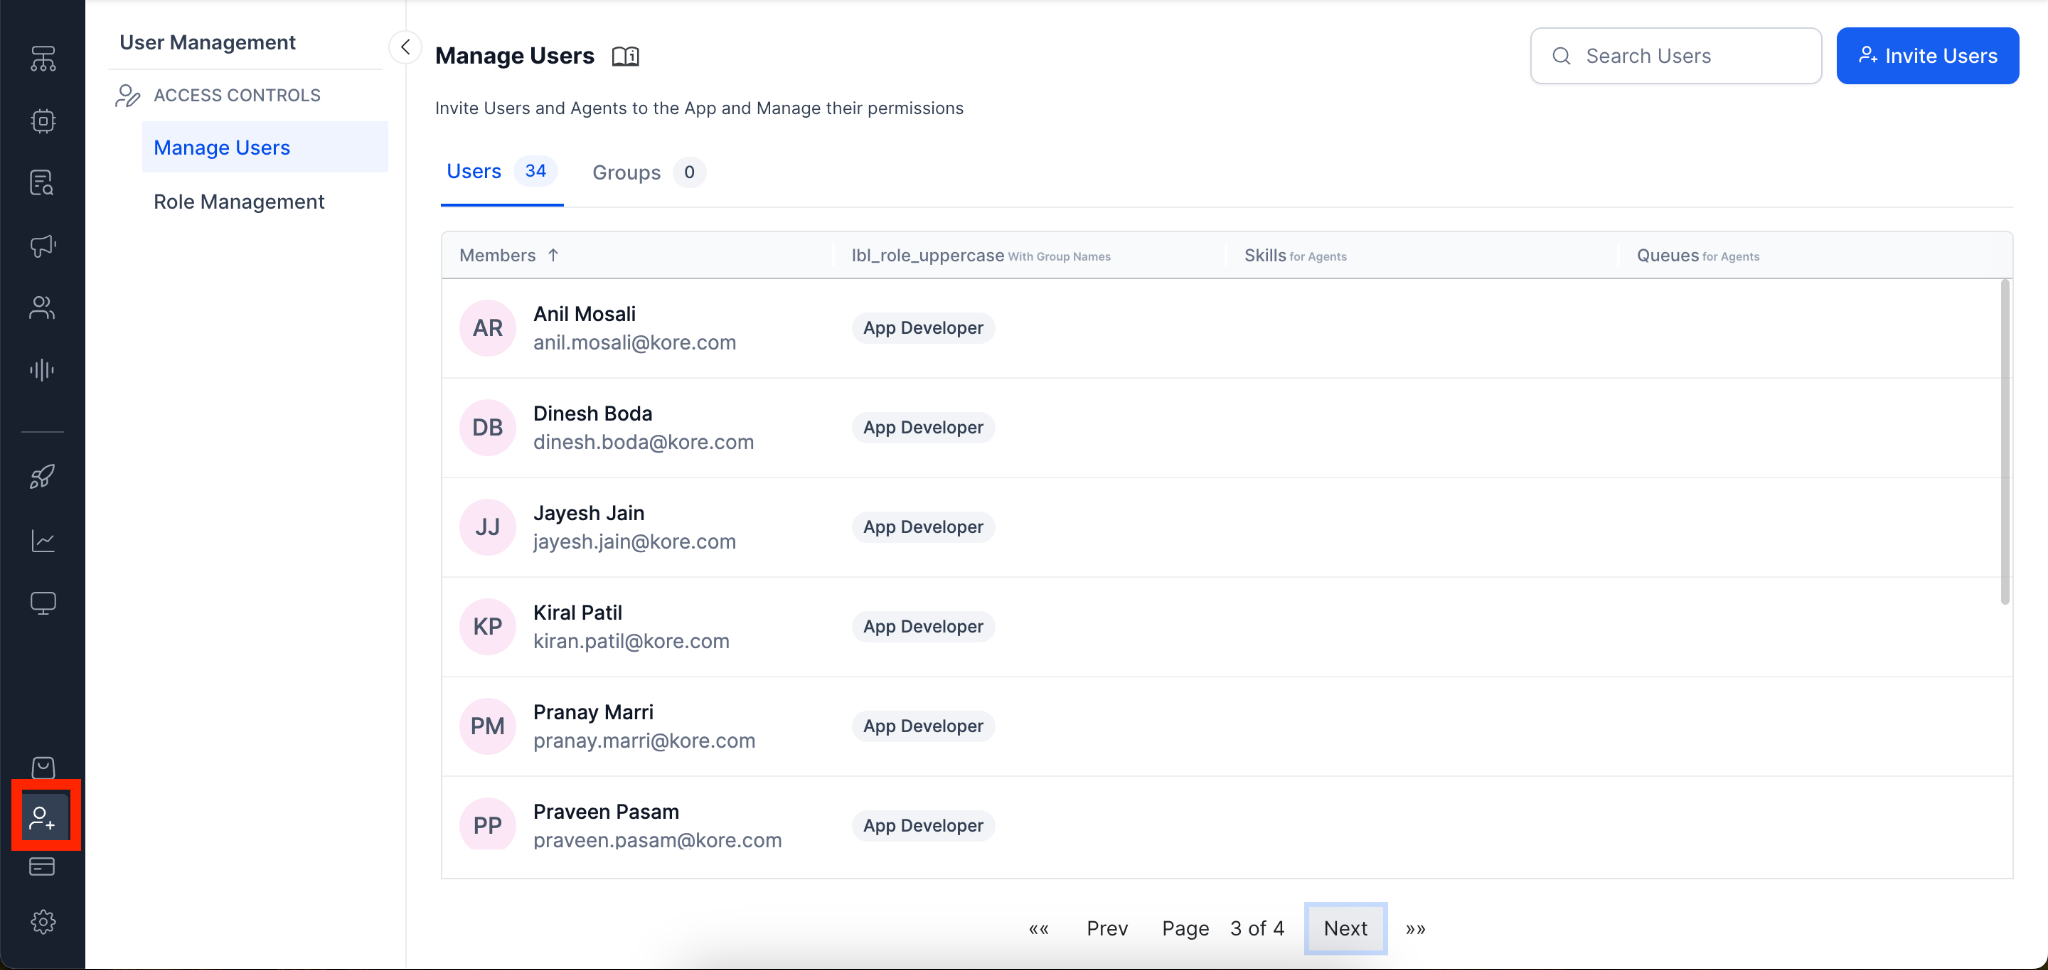 User Management
ACCESS CONTROLS
Manage Users
Role Management
Manage Users
Search Users
Invite Users
Invite Users and Agents to the App and Manage their permissions
Users 34
Groups 0
Members ↑ lbl_role_uppercase With Group Names Skills for Agents Queues for Agents
AR
Anil Mosali
anil.mosali@kore.com
App Developer
DB
Dinesh Boda
dinesh.boda@kore.com
App Developer
JJ
Jayesh Jain
jayesh.jain@kore.com
App Developer
KP
Kiral Patil
kiran.patil@kore.com
App Developer
PM
Pranay Marri
pranay.marri@kore.com
App Developer
PP
Praveen Pasam
praveen.pasam@kore.com
App Developer
«« Prev Page 3 of 4 Next »»